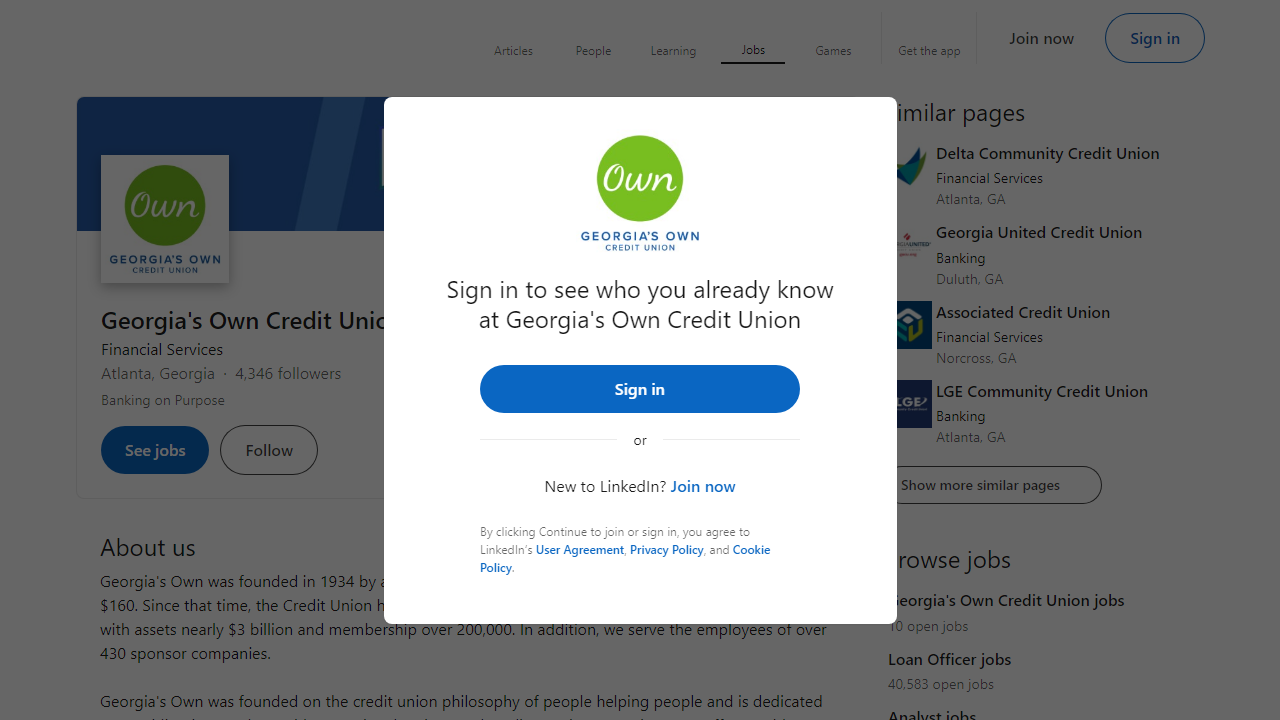 Articles
People
Learning
Jobs
Games
Get the app
Join now
Sign in
Own
GEORGIA'S OWN
CREDIT UNION
Georgia's Own Credit Unic
Financial Services
Atlanta, Georgia · 4,346 followers
Banking on Purpose
See jobs
Follow
About us
Georgia's Own was founded in 1934 by a
$160. Since that time, the Credit Union h
with assets nearly $3 billion and membership over 200,000. In addition, we serve the employees of over
430 sponsor companies.
Georgia's Own was founded on the credit union philosophy of people helping people and is dedicated
Own
GEORGIA'S OWN
CREDIT UNION
Sign in to see who you already know
at Georgia's Own Credit Union
Sign in
or
New to LinkedIn? Join now
By clicking Continue to join or sign in, you agree to
LinkedIn's User Agreement, Privacy Policy, and Cookie
Policy.
imilar pages
Delta Community Credit Union
Financial Services
Atlanta, GA
Georgia United Credit Union
Banking
Duluth, GA
Associated Credit Union
Financial Services
Norcross, GA
LGE
LGE Community Credit Union
Banking
Atlanta, GA
Show more similar pages
rowse jobs
Georgia's Own Credit Union jobs
10 open jobs
Loan Officer jobs
40,583 open jobs
Analyst jobs